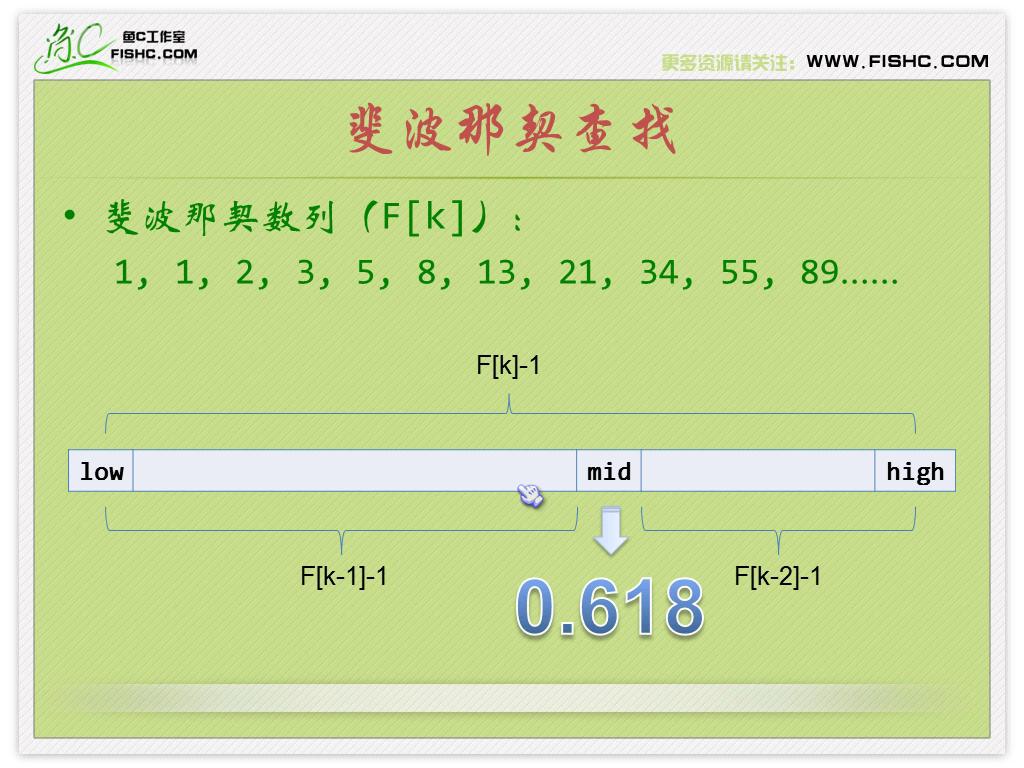 鱼C
鱼C工作室
FISHC.COM
更多资源请关注：WWW.FISHC.COM
斐波那契查找
• 斐波那契数列（F[k]）：
1, 1, 2, 3, 5, 8, 13, 21, 34, 55, 89……
F[k]-1
low mid high
F[k-1]-1 F[k-2]-1
0.618